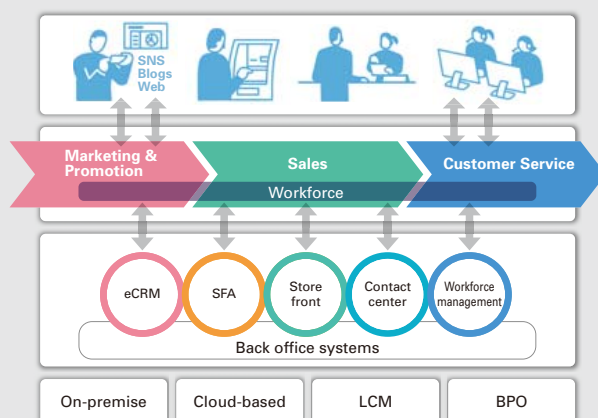 SNS
Blogs
Web
Marketing &
Promotion
Sales
Customer Service
Workforce
eCRM
SFA
Store
front
Contact
center
Workforce
management
Back office systems
On-premise
Cloud-based
LCM
BPO